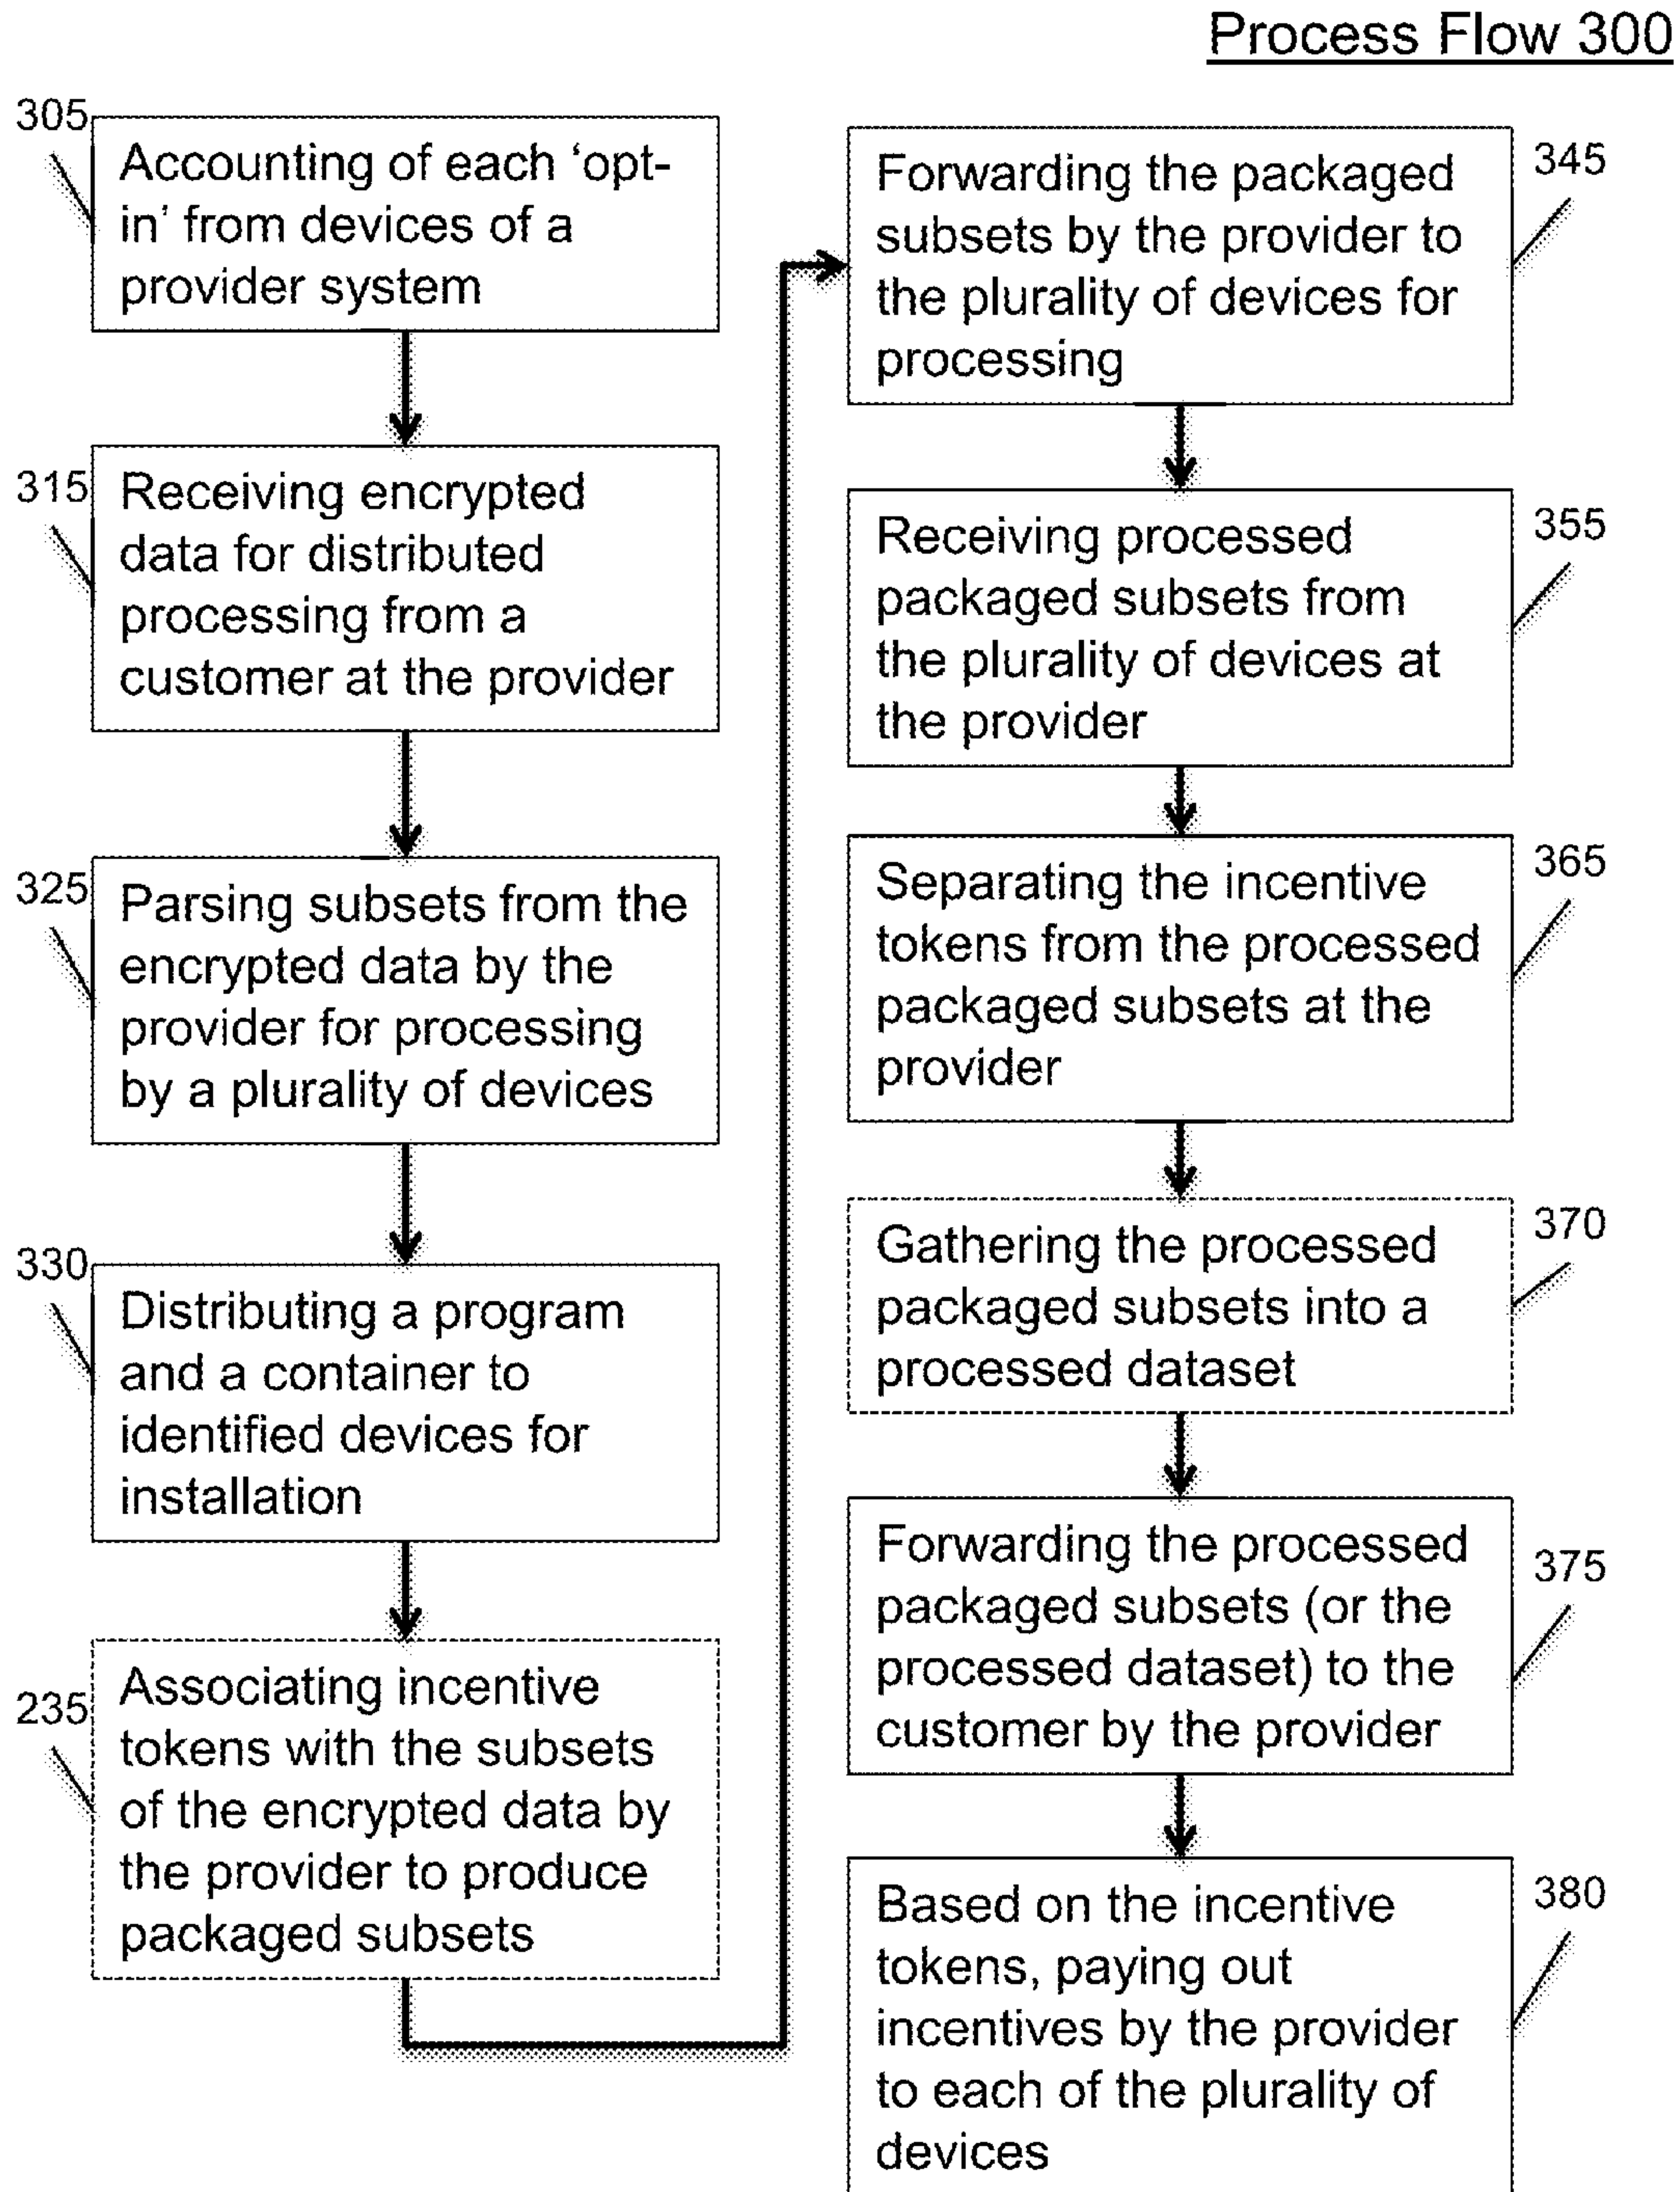 Process Flow 300
305
Accounting of each ‘opt-
in’ from devices of a
provider system
315
Receiving encrypted
data for distributed
processing from a
customer at the provider
325
Parsing subsets from the
encrypted data by the
provider for processing
by a plurality of devices
330
Distributing a program
and a container to
identified devices for
installation
235
Associating incentive
tokens with the subsets
of the encrypted data by
the provider to produce
packaged subsets
345
Forwarding the packaged
subsets by the provider to
the plurality of devices for
processing
355
Receiving processed
packaged subsets from
the plurality of devices at
the provider
365
Separating the incentive
tokens from the processed
packaged subsets at the
provider
370
Gathering the processed
packaged subsets into a
processed dataset
375
Forwarding the processed
packaged subsets (or the
processed dataset) to the
customer by the provider
380
Based on the incentive
tokens, paying out
incentives by the provider
to each of the plurality of
devices